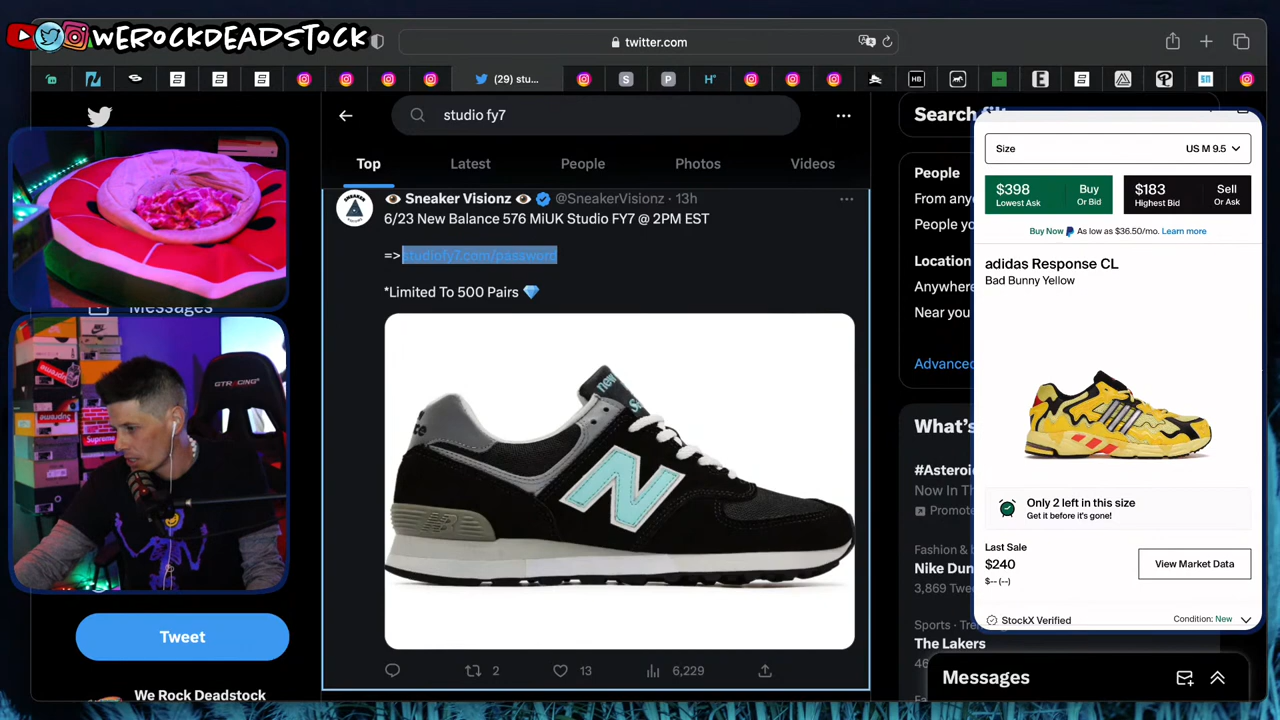 WEROCKDEADSTOCK
twitter.com
(29) stu...
studio fy7
Top
Latest
People
Photos
Videos
Sneaker Visionz
@SneakerVisionz · 13h
6/23 New Balance 576 MiUK Studio FY7 @ 2PM EST
=> studiofy7.com/password
*Limited To 500 Pairs
new
N
2
13
6,229
Messages
GTRACING
Supreme
Supreme
Tweet
We Rock Deadstock
Search fil
People
From any
People yo
Location
Anywhere
Near you
Advanced
What's
#Asteroi
Now In Th
Promote
Fashion & b
Nike Dun
3,869 Twee
Sports · Tre
The Lakers
Messages
Size
US M 9.5
$398
Lowest Ask
Buy
Or Bid
$183
Highest Bid
Sell
Or Ask
Buy Now
As low as $36.50/mo. Learn more
adidas Response CL
Bad Bunny Yellow
Only 2 left in this size
Get it before it's gone!
Last Sale
$240
$-- (--)
View Market Data
StockX Verified
Condition: New